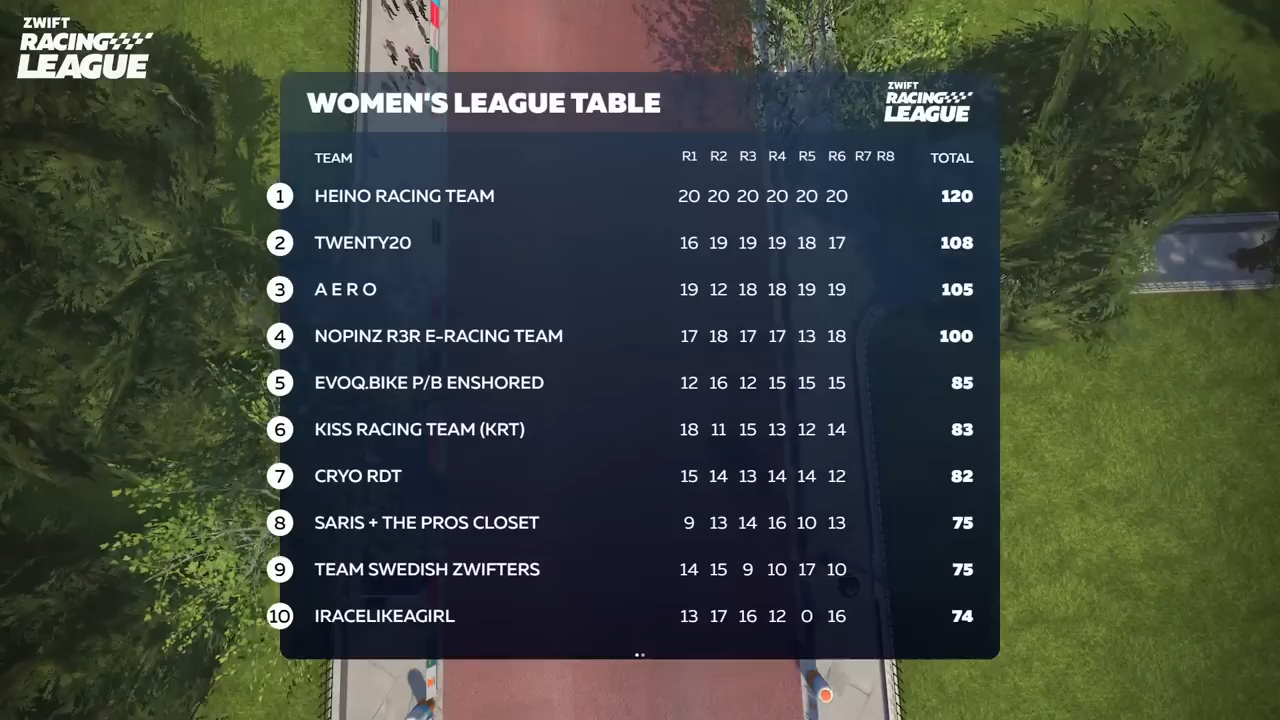 ZWIFT
RACING
LEAGUE
WOMEN'S LEAGUE TABLE
ZWIFT
RACING
LEAGUE
TEAM R1 R2 R3 R4 R5 R6 R7 R8 TOTAL
1 HEINO RACING TEAM 20 20 20 20 20 20 120
2 TWENTY20 16 19 19 19 18 17 108
3 A E R O 19 12 18 18 19 19 105
4 NOPINZ R3R E-RACING TEAM 17 18 17 17 13 18 100
5 EVOQ.BIKE P/B ENSHORED 12 16 12 15 15 15 85
6 KISS RACING TEAM (KRT) 18 11 15 13 12 14 83
7 CRYO RDT 15 14 13 14 14 12 82
8 SARIS + THE PROS CLOSET 9 13 14 16 10 13 75
9 TEAM SWEDISH ZWIFTERS 14 15 9 10 17 10 75
10 IRACELIKEAGIRL 13 17 16 12 0 16 74